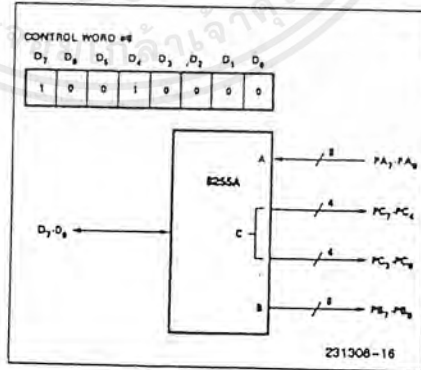 CONTROL WORD #8
D7 D6 D5 D4 D3 D2 D1 D0
1 0 0 1 0 0 0 0
8255A
A
8
PA7-PA0
4
PC7-PC4
C
4
PC3-PC0
D7-D0
B
8
PB7-PB0
231308-16